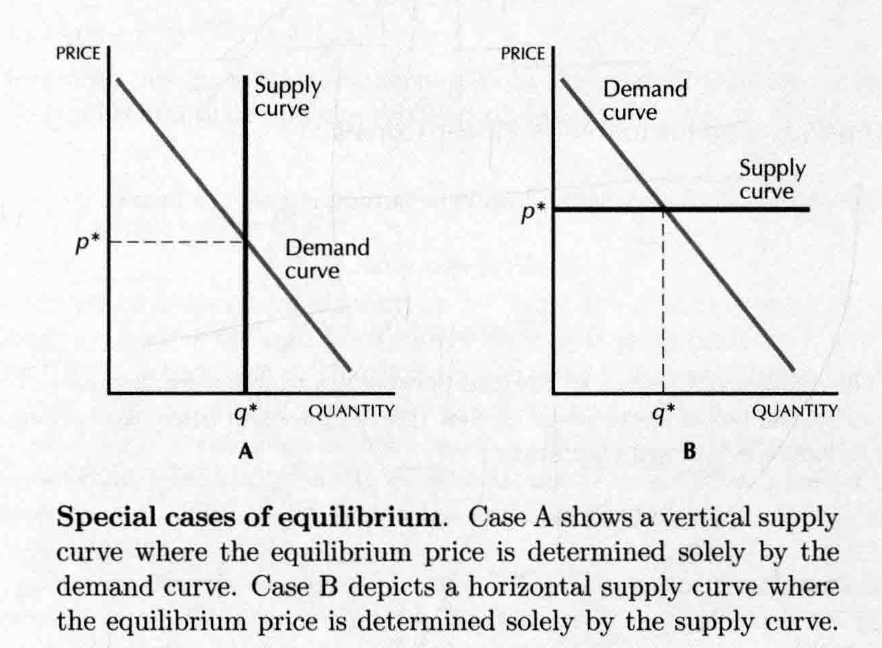 PRICE
Supply
curve
p*
Demand
curve
q*
QUANTITY
A
PRICE
Demand
curve
Supply
curve
p*
q*
QUANTITY
B
Special cases of equilibrium. Case A shows a vertical supply
curve where the equilibrium price is determined solely by the
demand curve. Case B depicts a horizontal supply curve where
the equilibrium price is determined solely by the supply curve.